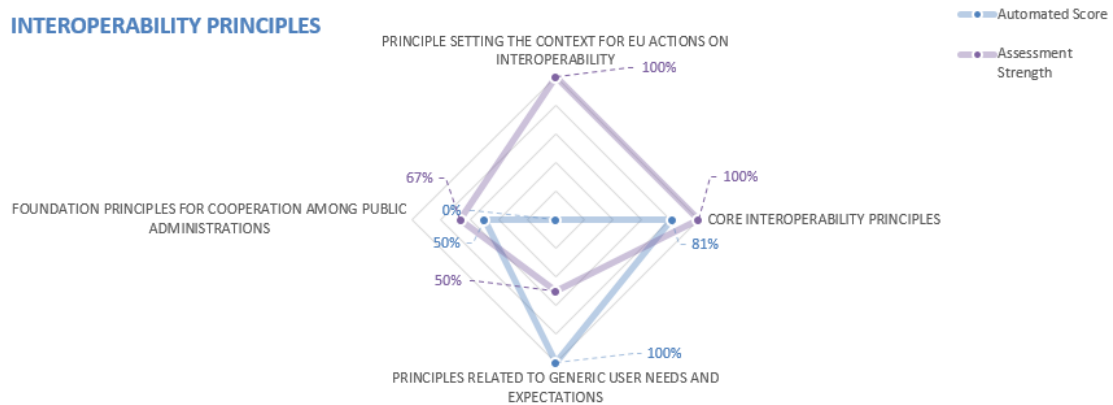 INTEROPERABILITY PRINCIPLES
Automated Score
Assessment
Strength
PRINCIPLE SETTING THE CONTEXT FOR EU ACTIONS ON
INTEROPERABILITY
100%
67%
100%
FOUNDATION PRINCIPLES FOR COOPERATION AMONG PUBLIC
ADMINISTRATIONS
0%
CORE INTEROPERABILITY PRINCIPLES
50%
81%
50%
100%
PRINCIPLES RELATED TO GENERIC USER NEEDS AND
EXPECTATIONS